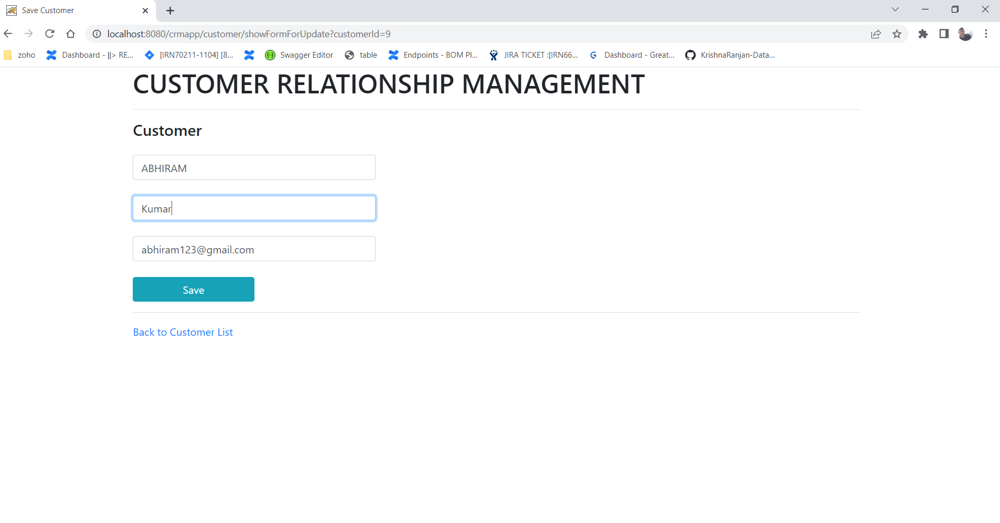 Save Customer
localhost:8080/crmapp/customer/showFormForUpdate?customerId=9
zoho Dashboard - ||> RE... [IRN70211-1104] [8... Swagger Editor table Endpoints - BOM Pl... JIRA TICKET :[IRN66... Dashboard - Great... KrishnaRanjan-Data...
CUSTOMER RELATIONSHIP MANAGEMENT
Customer
ABHIRAM
Kumar
abhiram123@gmail.com
Save
Back to Customer List